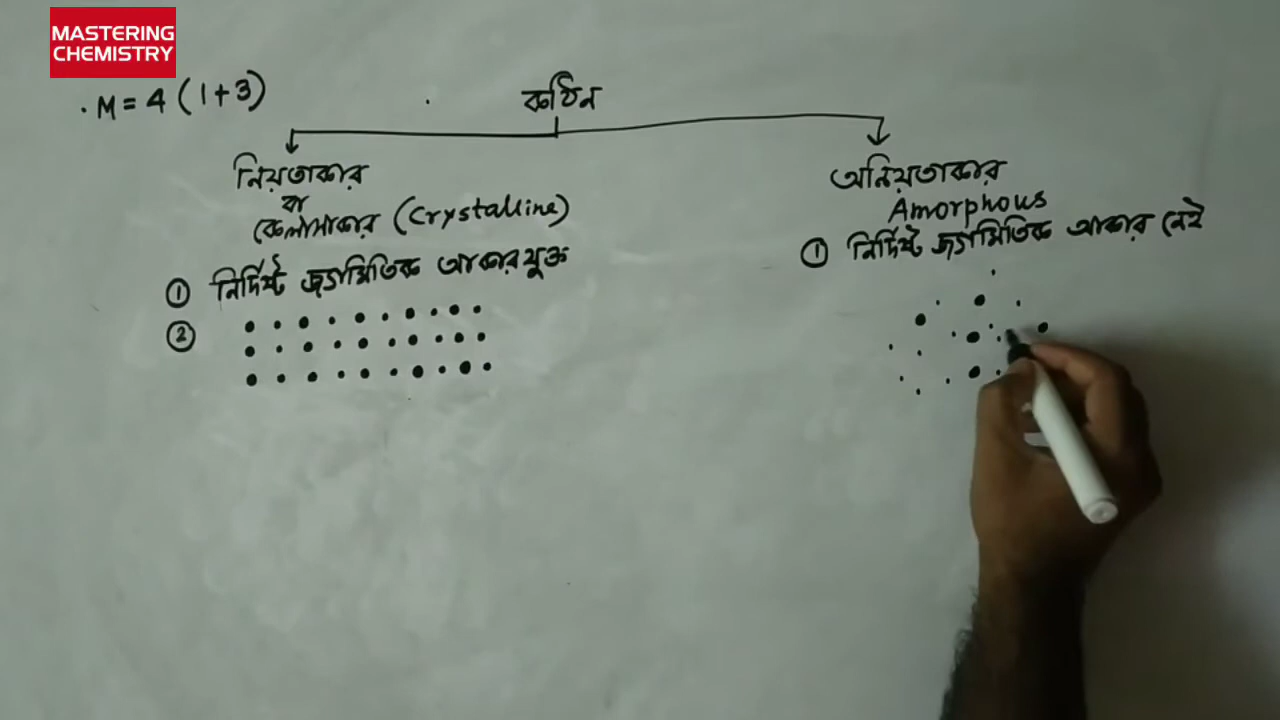 MASTERING
CHEMISTRY
· M = 4 (1+3)
কঠিন
নিয়তাকার
বা
কেলাসাকার (Crystalline)
① নির্দিষ্ট জ্যামিতিক আকারযুক্ত
②
অনিয়তাকার
Amorphous
① নির্দিষ্ট জ্যামিতিক আকার নেই